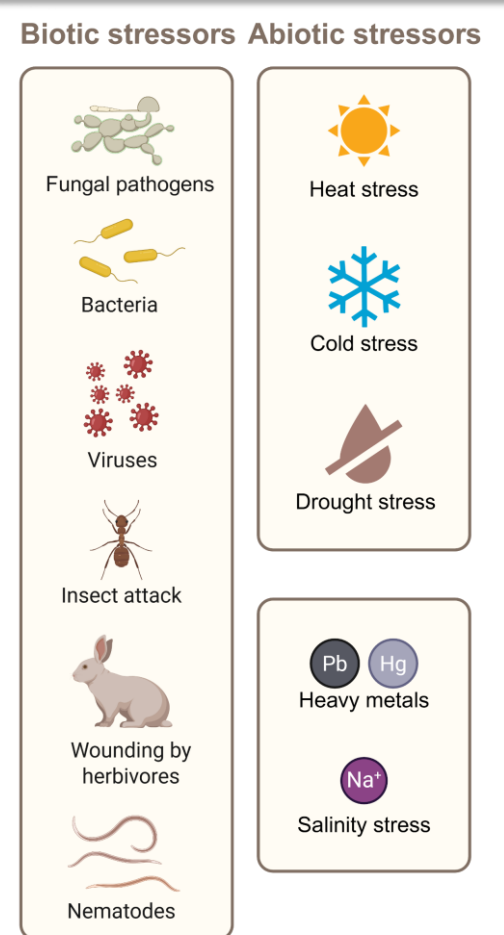 Biotic stressors
Fungal pathogens
Bacteria
Viruses
Insect attack
Wounding by
herbivores
Nematodes
Abiotic stressors
Heat stress
Cold stress
Drought stress
Pb Hg
Heavy metals
Na⁺
Salinity stress